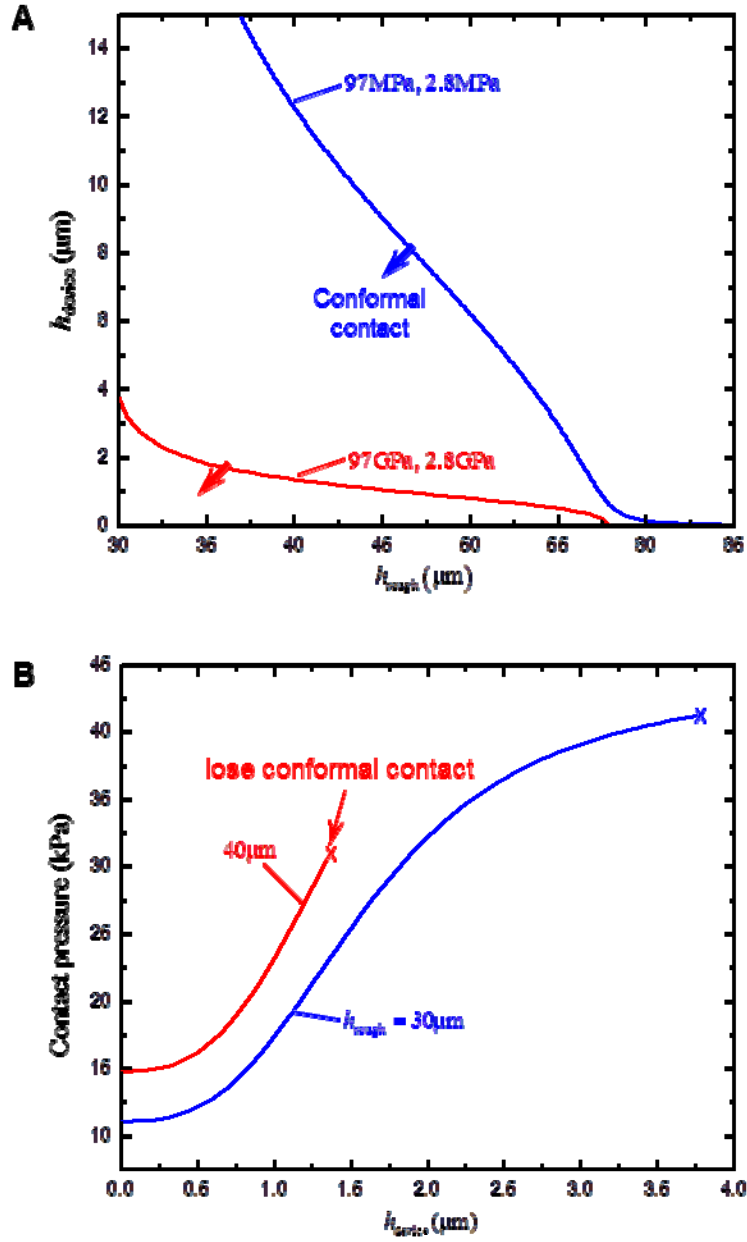 A
14
12
10
8
6
4
2
0
h_device (μm)
97MPa, 2.8MPa
Conformal
contact
97GPa, 2.8GPa
30 35 40 45 50 55 60 65
h_rough (μm)
B
45
40
35
30
25
20
15
10
Contact pressure (kPa)
lose conformal contact
40μm
x
X
h_rough = 30μm
0.0 0.5 1.0 1.5 2.0 2.5 3.0 3.5 4.0
h_device (μm)